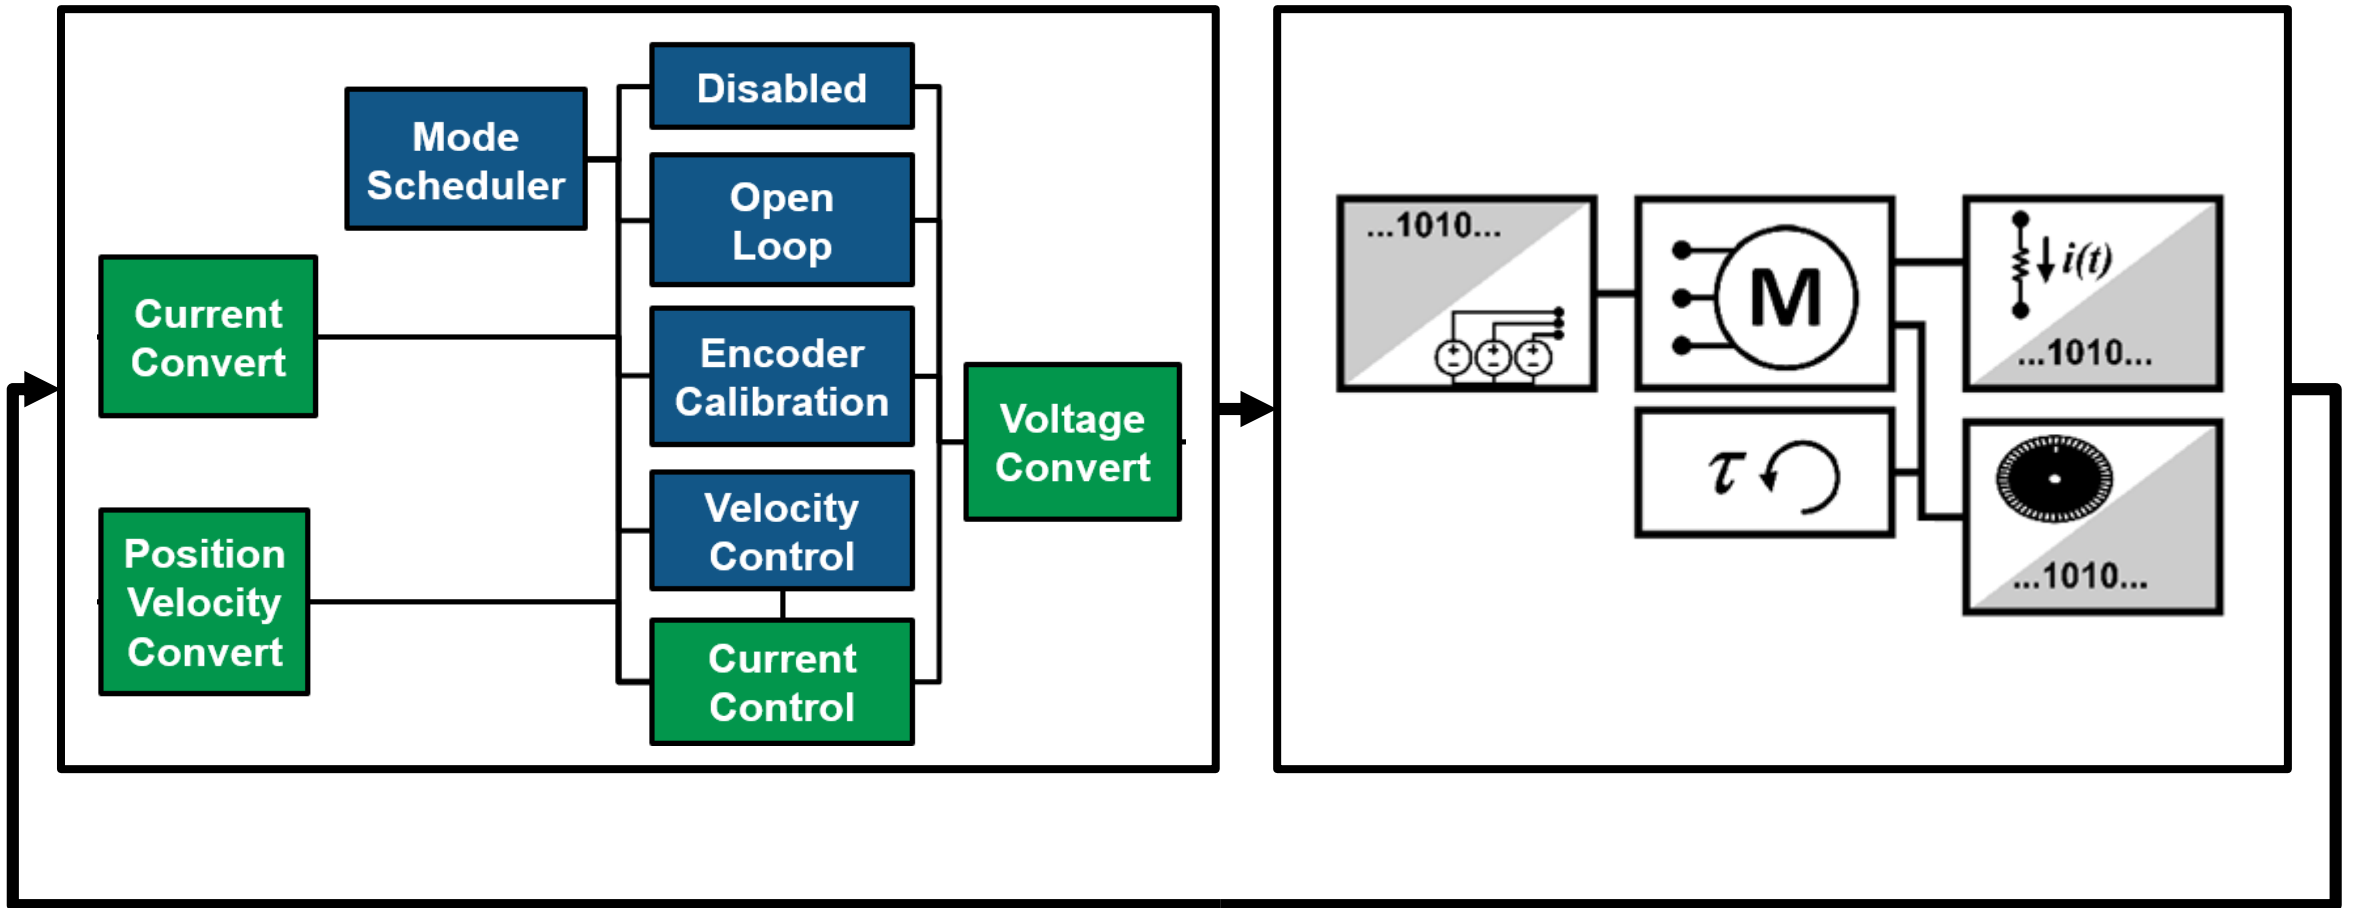 Disabled
Mode
Scheduler
Open
Loop
Current
Convert
Encoder
Calibration
Voltage
Convert
Velocity
Control
Position
Velocity
Convert
Current
Control
...1010...
M
i(t)
...1010...
τ
...1010...